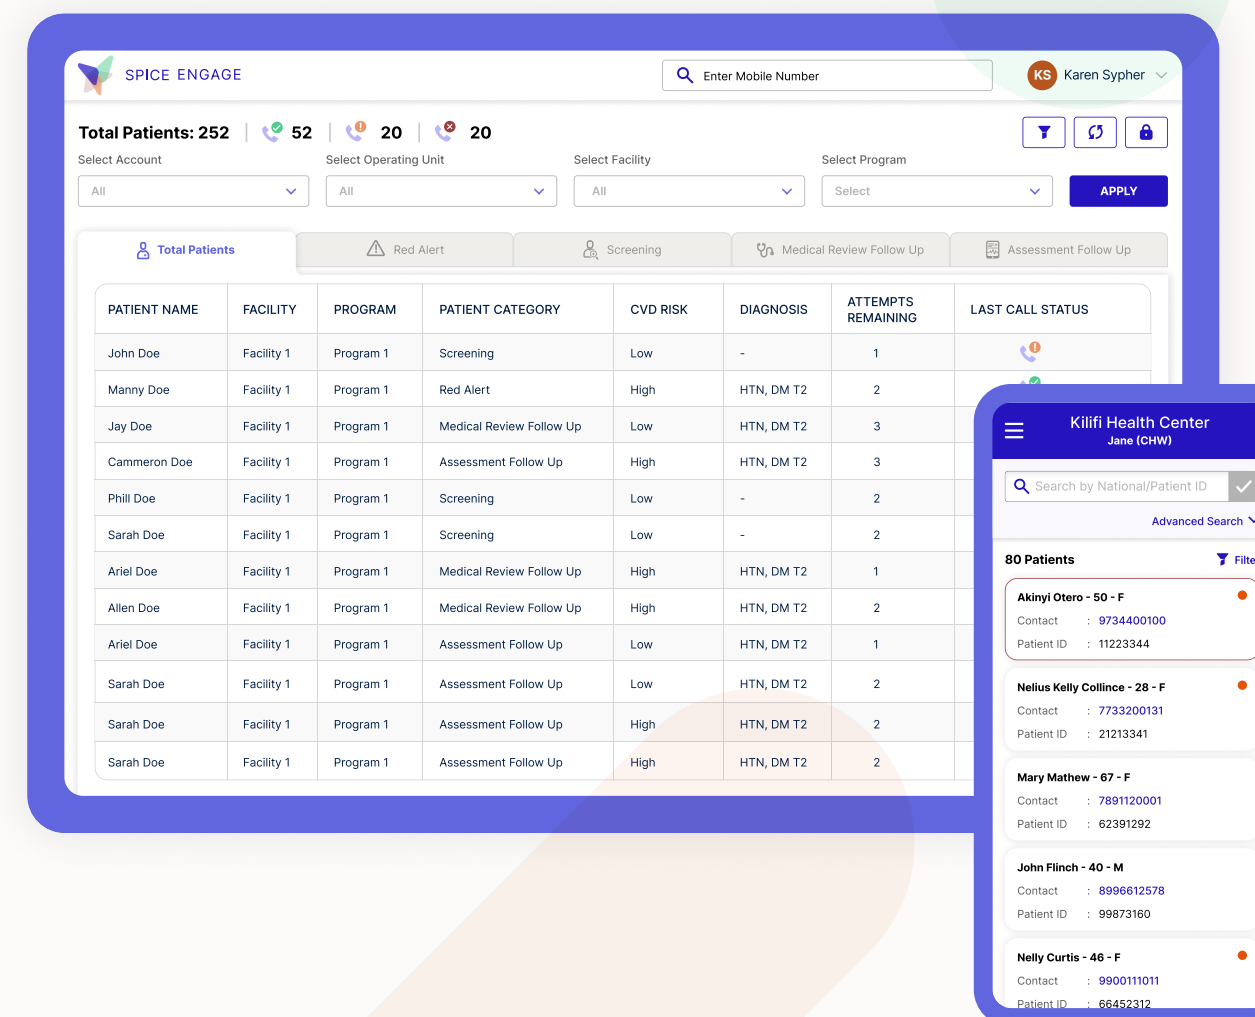 SPICE ENGAGE
Enter Mobile Number
KS Karen Sypher
Total Patients: 252 52 20 20
Select Account Select Operating Unit Select Facility Select Program
All All All Select APPLY
Total Patients Red Alert Screening Medical Review Follow Up Assessment Follow Up
PATIENT NAME FACILITY PROGRAM PATIENT CATEGORY CVD RISK DIAGNOSIS ATTEMPTS REMAINING LAST CALL STATUS
John Doe Facility 1 Program 1 Screening Low - 1
Manny Doe Facility 1 Program 1 Red Alert High HTN, DM T2 2
Jay Doe Facility 1 Program 1 Medical Review Follow Up Low HTN, DM T2 3
Cammeron Doe Facility 1 Program 1 Assessment Follow Up High HTN, DM T2 3
Phill Doe Facility 1 Program 1 Screening Low - 2
Sarah Doe Facility 1 Program 1 Screening Low - 2
Ariel Doe Facility 1 Program 1 Medical Review Follow Up High HTN, DM T2 1
Allen Doe Facility 1 Program 1 Medical Review Follow Up High HTN, DM T2 2
Ariel Doe Facility 1 Program 1 Assessment Follow Up Low HTN, DM T2 1
Sarah Doe Facility 1 Program 1 Assessment Follow Up Low HTN, DM T2 2
Sarah Doe Facility 1 Program 1 Assessment Follow Up High HTN, DM T2 2
Sarah Doe Facility 1 Program 1 Assessment Follow Up High HTN, DM T2 2
Kilifi Health Center
Jane (CHW)
Search by National/Patient ID
Advanced Search
80 Patients Filte
Akinyi Otero - 50 - F
Contact : 9734400100
Patient ID : 11223344
Nelius Kelly Collince - 28 - F
Contact : 7733200131
Patient ID : 21213341
Mary Mathew - 67 - F
Contact : 7891120001
Patient ID : 62391292
John Flinch - 40 - M
Contact : 8996612578
Patient ID : 99873160
Nelly Curtis - 46 - F
Contact : 9900111011
Patient ID : 66452312